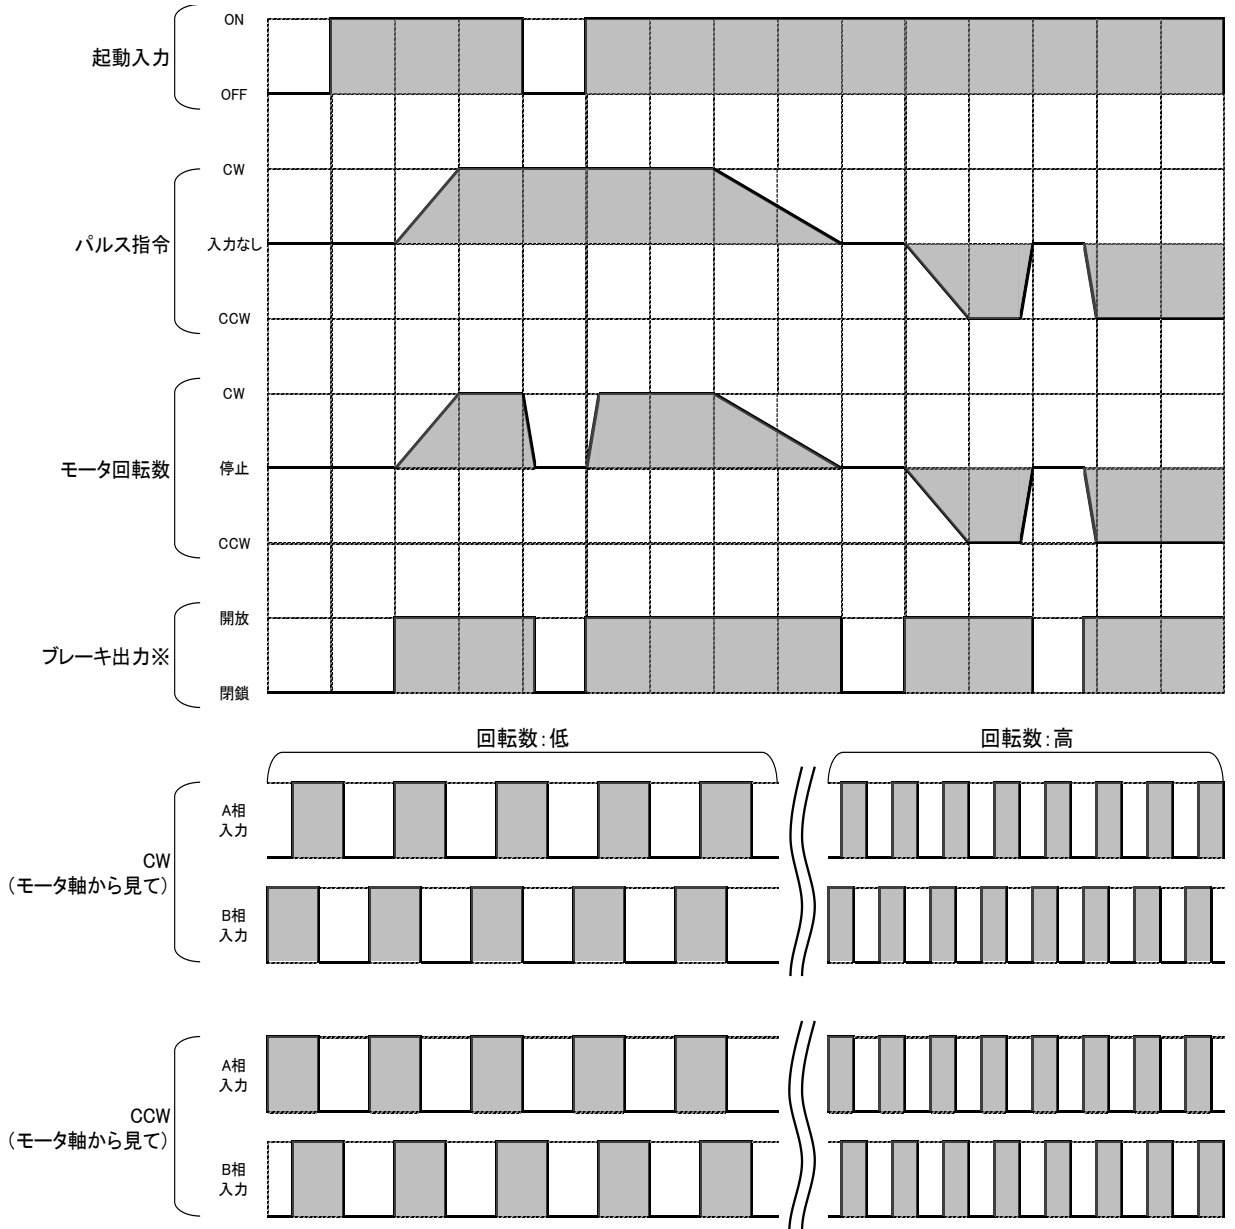 ON
起動入力
OFF
CW
パルス指令
入力なし
CCW
CW
モータ回転数
停止
CCW
開放
ブレーキ出力※
閉鎖
回転数:低
回転数:高
A相
入力
CW
(モータ軸から見て)
B相
入力
A相
入力
CCW
(モータ軸から見て)
B相
入力